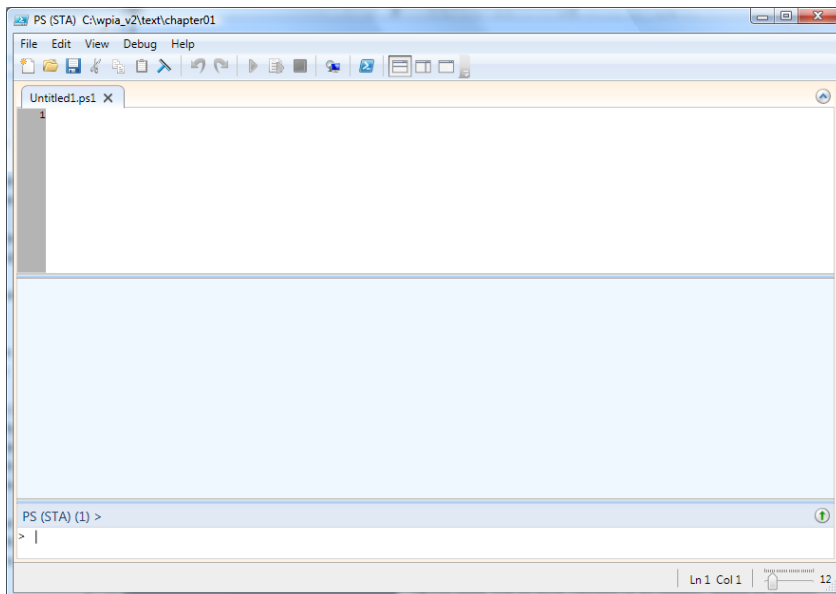 PS (STA) C:\wpia_v2\text\chapter01
File Edit View Debug Help
Untitled1.ps1
1
PS (STA) (1) >
>
Ln 1 Col 1 12